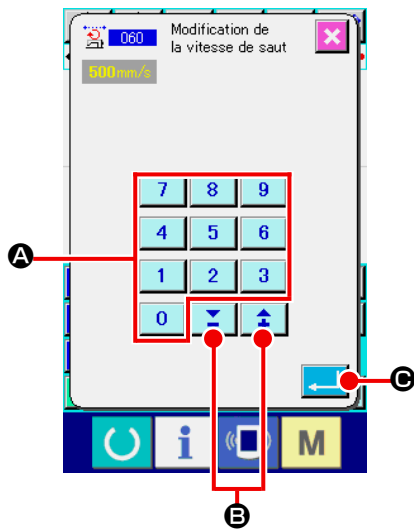 060
Modification de
la vitesse de saut
500mm/s
7 8 9
A
4 5 6
1 2 3
0
C
i
M
B